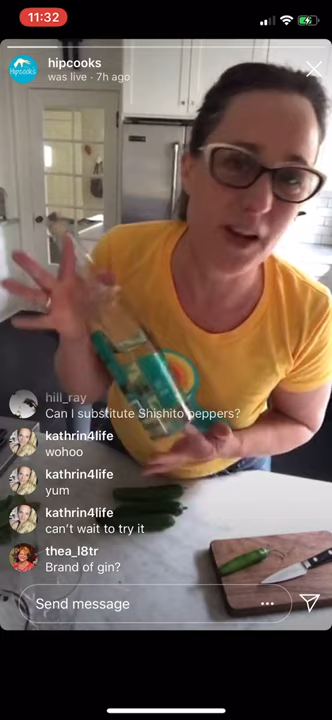 11:32
hipcooks
was live · 7h ago
Hipcooks
hill_ray
Can I substitute Shishito peppers?
kathrin4life
wohoo
kathrin4life
yum
kathrin4life
can't wait to try it
thea_l8tr
Brand of gin?
Send message